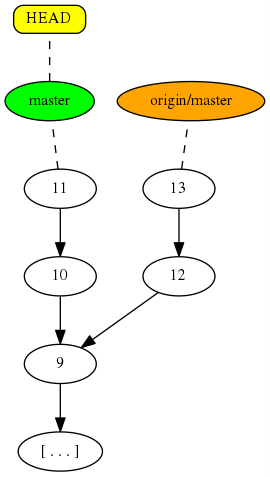 HEAD
master
origin/master
11
13
10
12
9
[ . . . ]